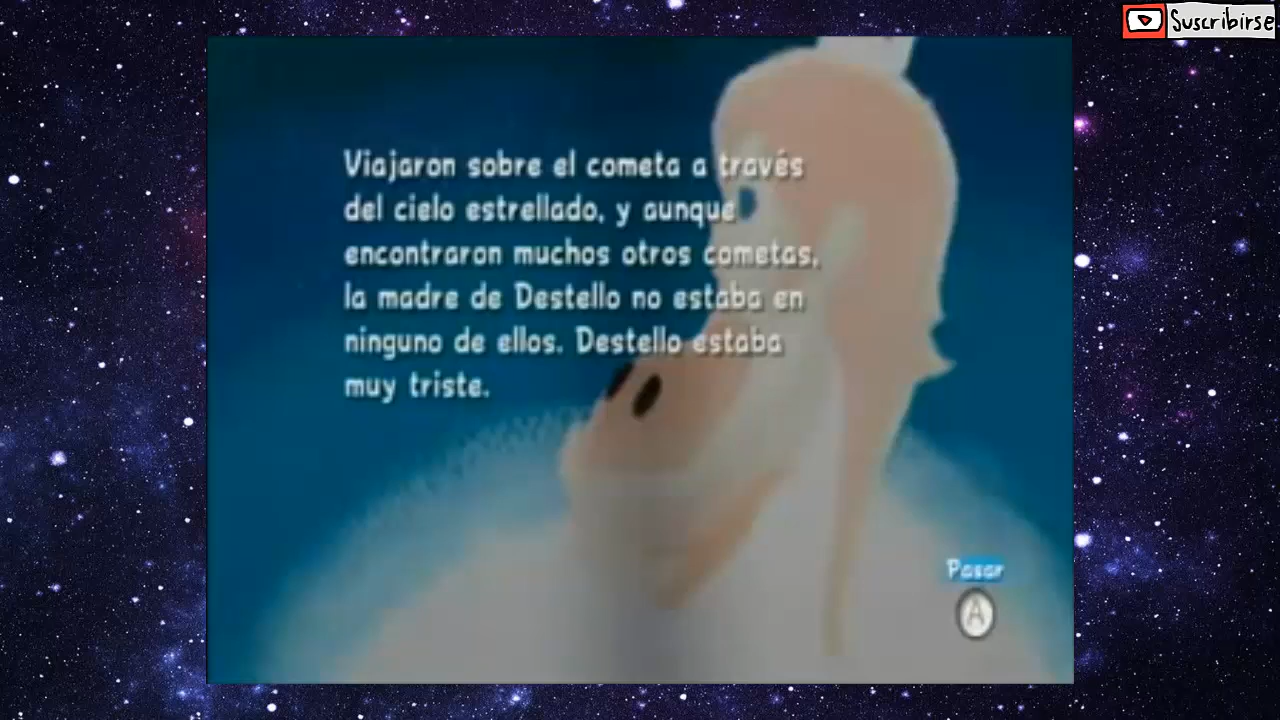 Suscribirse
Viajaron sobre el cometa a través
del cielo estrellado, y aunque
encontraron muchos otros cometas,
la madre de Destello no estaba en
ninguno de ellos. Destello estaba
muy triste.
Pasar
A